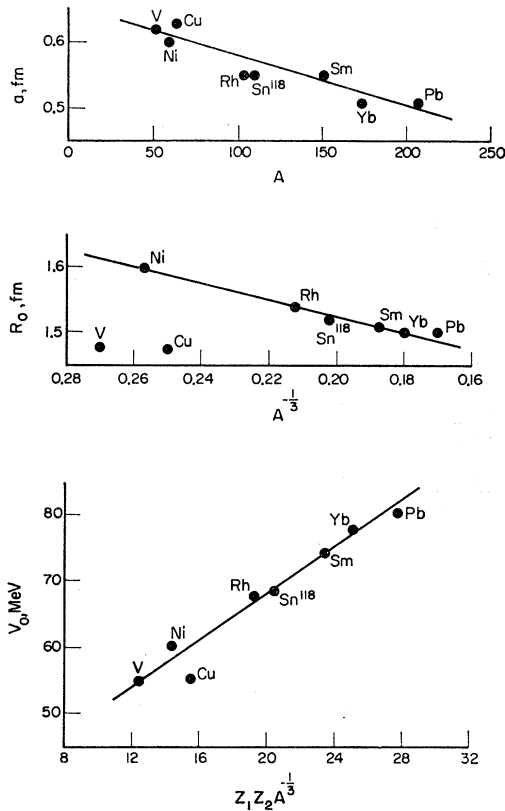 V Cu
0.6
Ni
a, fm
Rh Sn¹¹⁸ Sm
0.5
Yb Pb
0 50 100 150 200 250
A
1.6
Ni
R₀, fm
Rh
1.5
V Cu Sn¹¹⁸ Sm Yb Pb
0.28 0.26 0.24 0.22 0.20 0.18 0.16
A^-1/3
80
Yb Pb
Sm
70
Rh Sn¹¹⁸
V₀, MeV
60
Ni
V Cu
50
8 12 16 20 24 28 32
Z₁Z₂A^-1/3